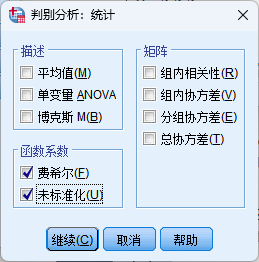 判别分析：统计
描述
平均值(M)
单变量 ANOVA
博克斯 M(B)
函数系数
费希尔(F)
未标准化(U)
矩阵
组内相关性(R)
组内协方差(V)
分组协方差(E)
总协方差(T)
继续(C)
取消
帮助